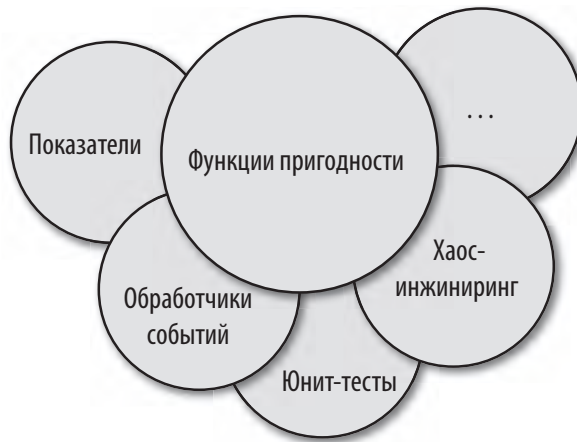 Показатели
Функции пригодности
...
Хаос-
инжиниринг
Обработчики
событий
Юнит-тесты